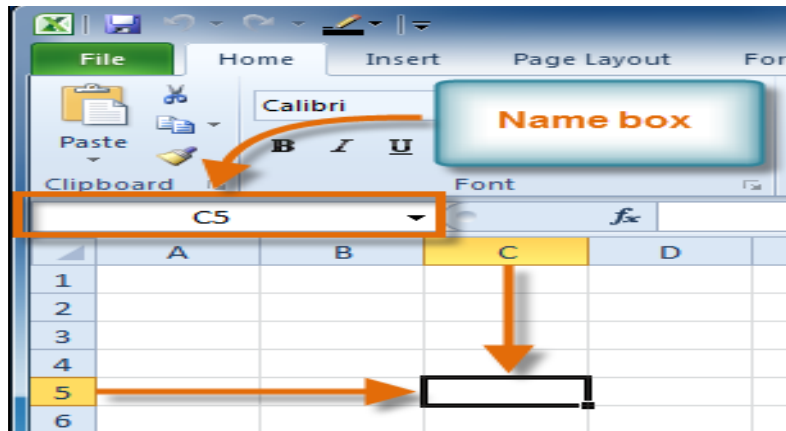 File Home Insert Page Layout
Calibri
Name box
Paste
B I U
Clipboard Font
C5 fx
A B C D
1
2
3
4
5
6